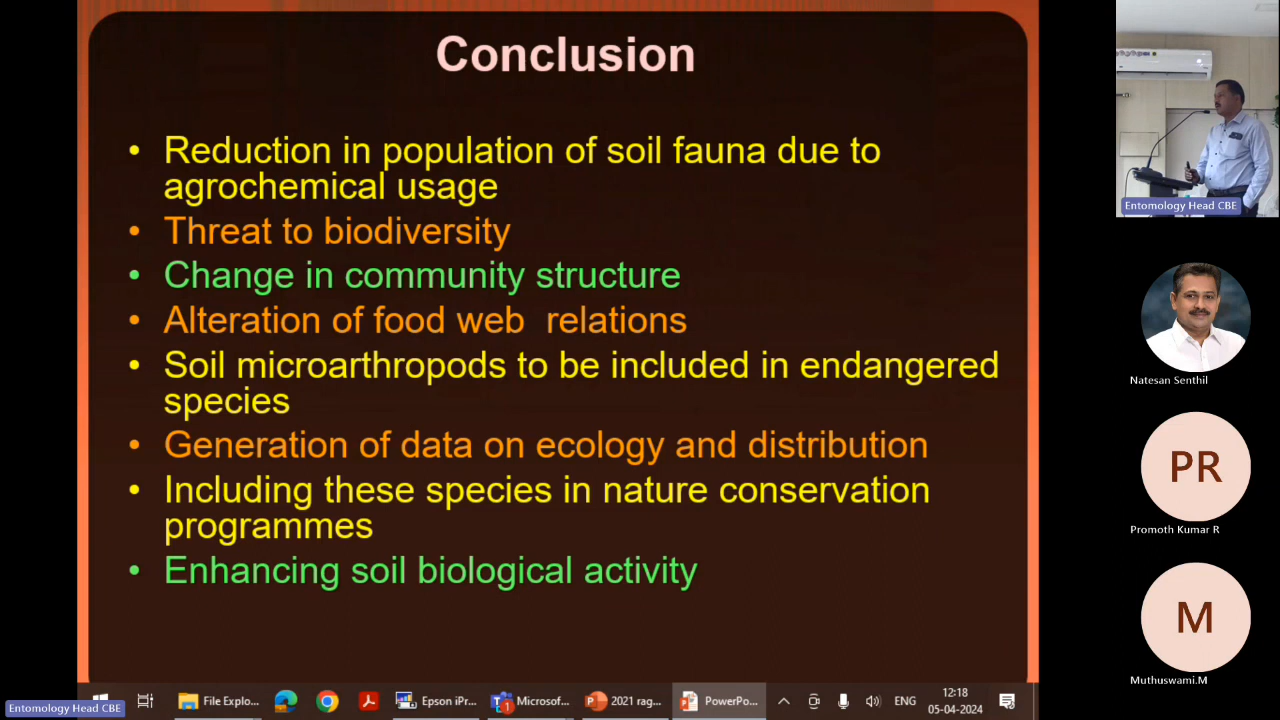 Conclusion
• Reduction in population of soil fauna due to
agrochemical usage
• Threat to biodiversity
• Change in community structure
• Alteration of food web relations
• Soil microarthropods to be included in endangered
species
• Generation of data on ecology and distribution
• Including these species in nature conservation
programmes
• Enhancing soil biological activity
Entomology Head CBE
Natesan Senthil
PR
Promoth Kumar R
M
Muthuswami.M
Entomology Head CBE
File Explo...
Epson iPr...
Microsof...
2021 rag...
PowerPo...
ENG
12:18
05-04-2024